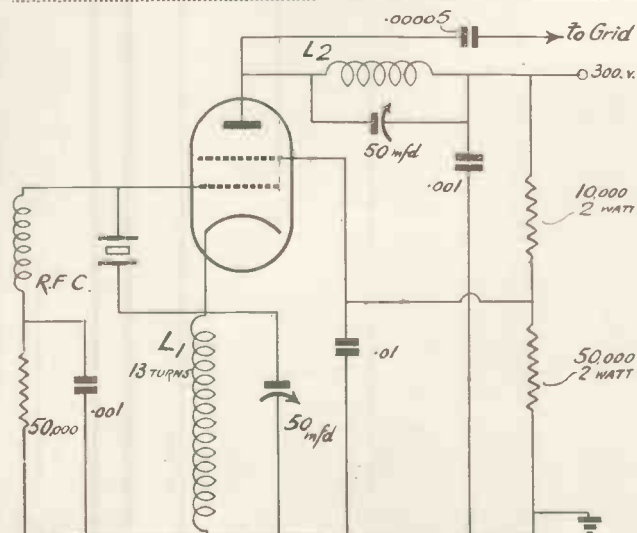 .00005
to Grid
L2
300.v.
50 mfd
.001
10,000
2 WATT
R.F.C.
L1
13 TURNS
.01
50,000
2 WATT
50,000
.001
50
mfd